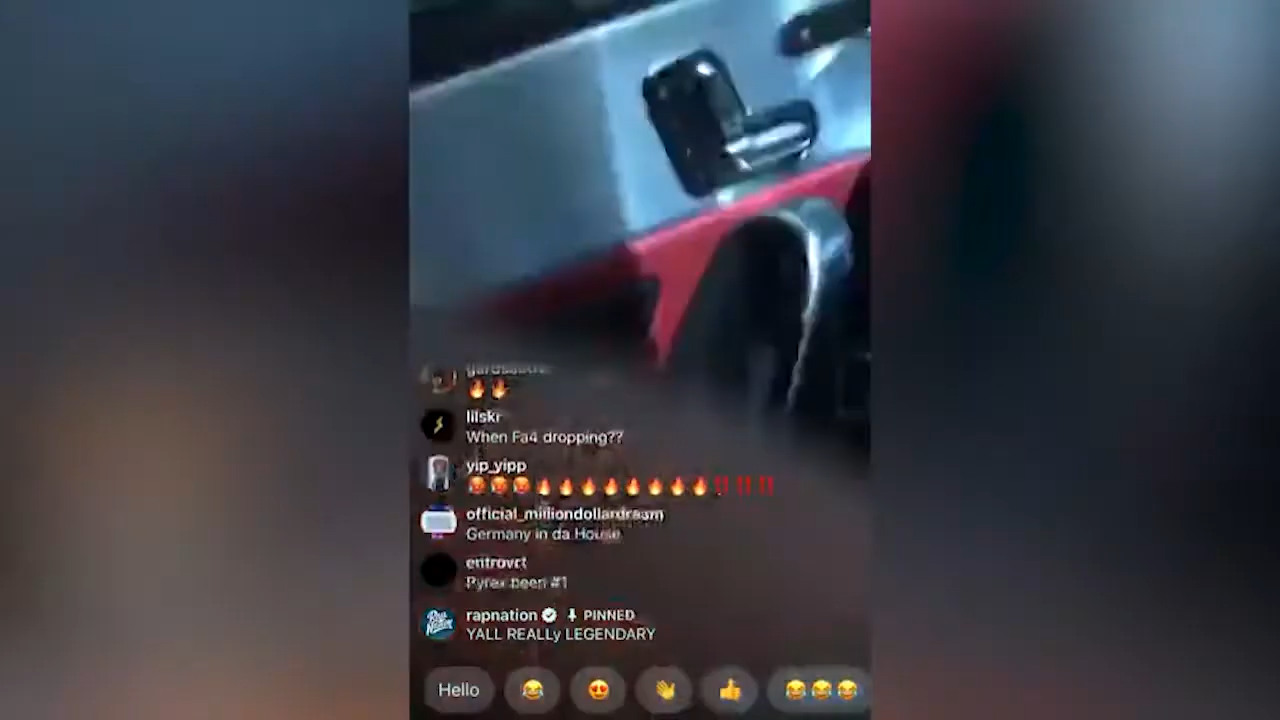 🔥🔥
lilskr
When Fa4 dropping??
yip_yipp
🥵🥵🥵🔥🔥🔥🔥🔥🔥🔥🔥‼️‼️‼️
official_milliondollardream
Germany in da House
entrovct
Pyrex been #1
rapnation PINNED
YALL REALLy LEGENDARY
Hello 😂 😍 👋 👍 😂😂😂